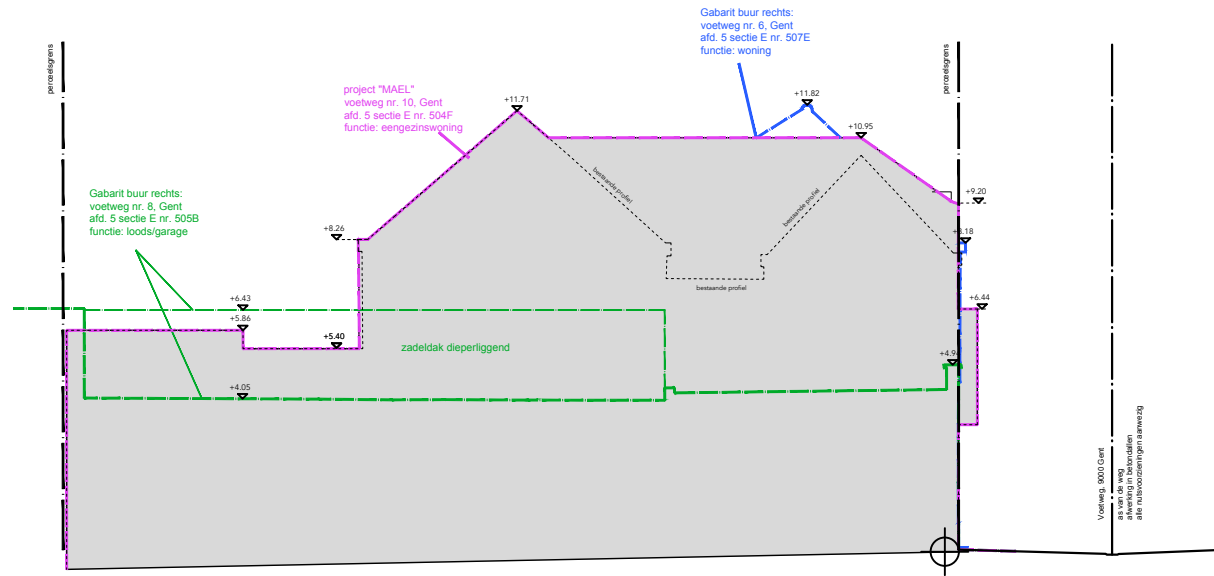 Gabarit buur rechts:
voetweg nr. 6, Gent
afd. 5 sectie E nr. 507E
functie: woning
perceelsgrens
perceelsgrens
project "MAEL"
voetweg nr. 10, Gent
afd. 5 sectie E nr. 504F
functie: eengezinswoning
+11.71
+11.82
+10.95
bestaande profiel
bestaande profiel
bestaande profiel
Gabarit buur rechts:
voetweg nr. 8, Gent
afd. 5 sectie E nr. 505B
functie: loods/garage
+9.20
+8.26
+8.18
+6.43
+6.44
+5.86
+5.40
zadeldak dieperliggend
+4.05
Voetweg, 9000 Gent
as van de weg
afwerking in betondallen
alle nutsvoorzieningen aanwezig